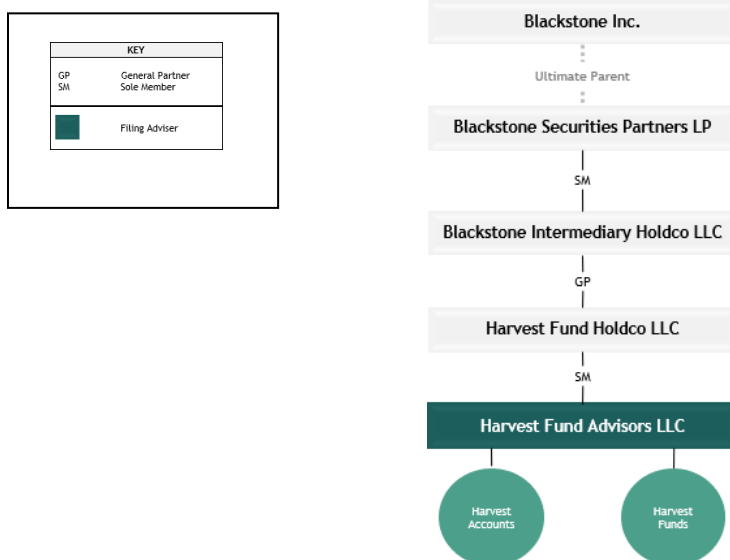 KEY
GP General Partner
SM Sole Member
Filing Adviser
Blackstone Inc.
Ultimate Parent
Blackstone Securities Partners LP
SM
Blackstone Intermediary Holdco LLC
GP
Harvest Fund Holdco LLC
SM
Harvest Fund Advisors LLC
Harvest
Accounts
Harvest
Funds